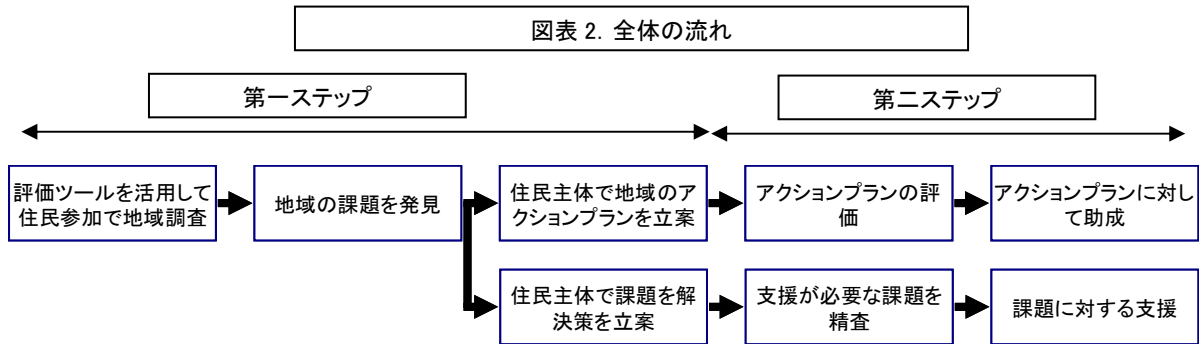 図表 2. 全体の流れ
第一ステップ
第二ステップ
評価ツールを活用して
住民参加で地域調査
地域の課題を発見
住民主体で地域のア
クションプランを立案
アクションプランの評
価
アクションプランに対し
て助成
住民主体で課題を解
決策を立案
支援が必要な課題を
精査
課題に対する支援